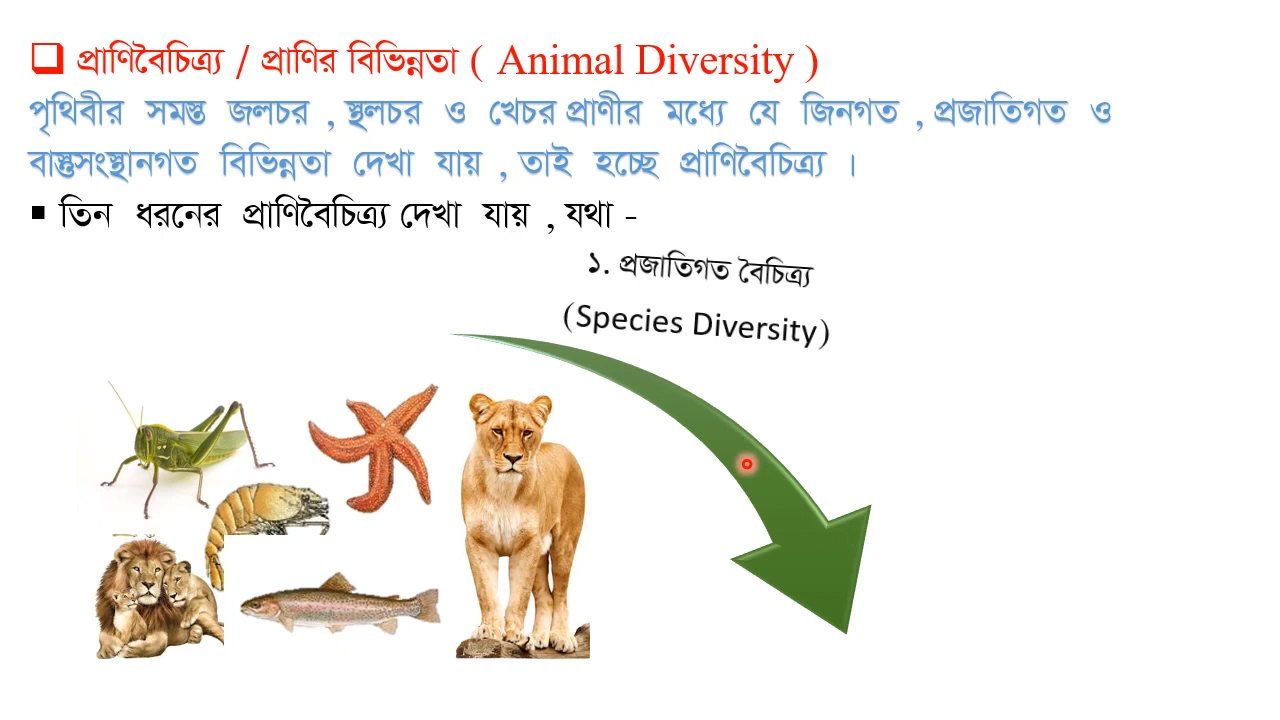 প্রাণিবৈচিত্র্য / প্রাণির বিভিন্নতা ( Animal Diversity )
পৃথিবীর সমস্ত জলচর , স্থলচর ও খেচর প্রাণীর মধ্যে যে জিনগত , প্রজাতিগত ও
বাস্তুসংস্থানগত বিভিন্নতা দেখা যায় , তাই হচ্ছে প্রাণিবৈচিত্র্য ।
▪ তিন ধরনের প্রাণিবৈচিত্র্য দেখা যায় , যথা -
১. প্রজাতিগত বৈচিত্র্য
(Species Diversity)